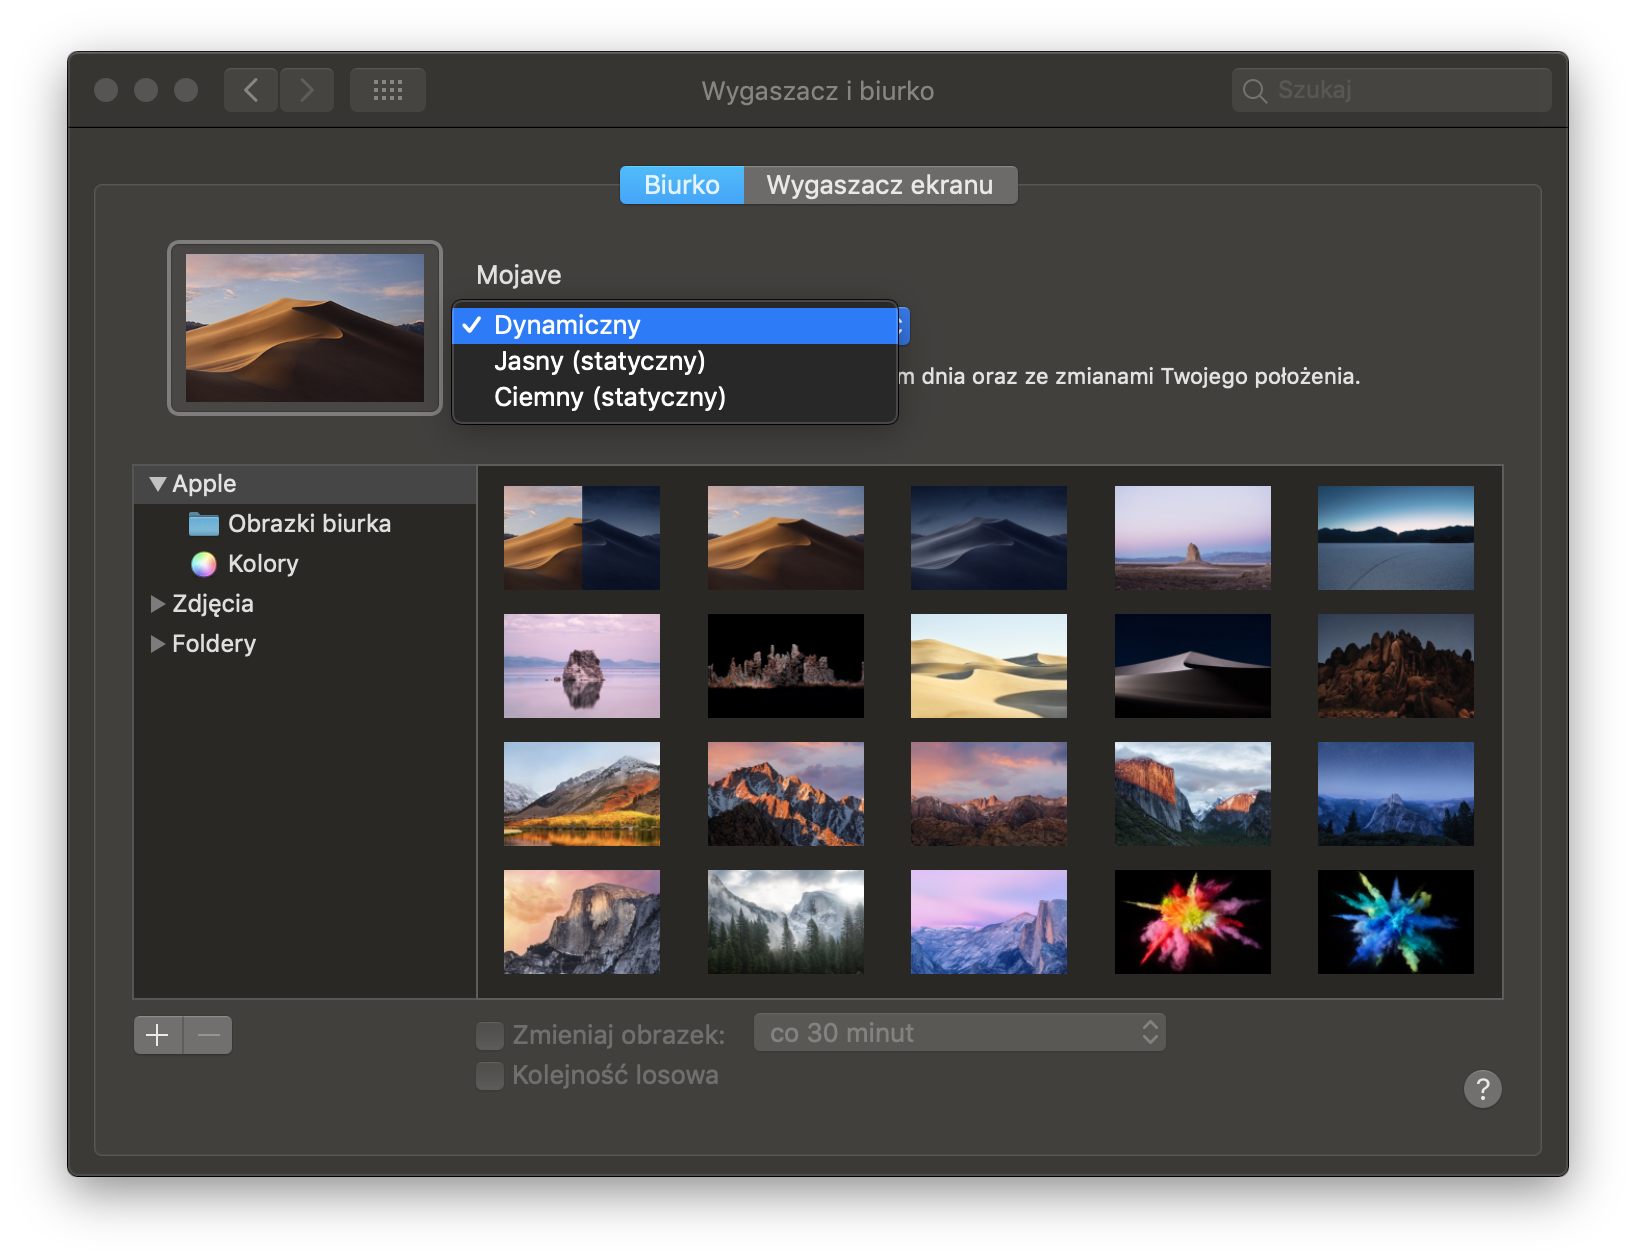 Wygaszacz i biurko
Szukaj
Biurko
Wygaszacz ekranu
Mojave
✓ Dynamiczny
Jasny (statyczny)
Ciemny (statyczny)
dnia oraz ze zmianami Twojego położenia.
Apple
Obrazki biurka
Kolory
Zdjęcia
Foldery
Zmieniaj obrazek:
co 30 minut
Kolejność losowa
?